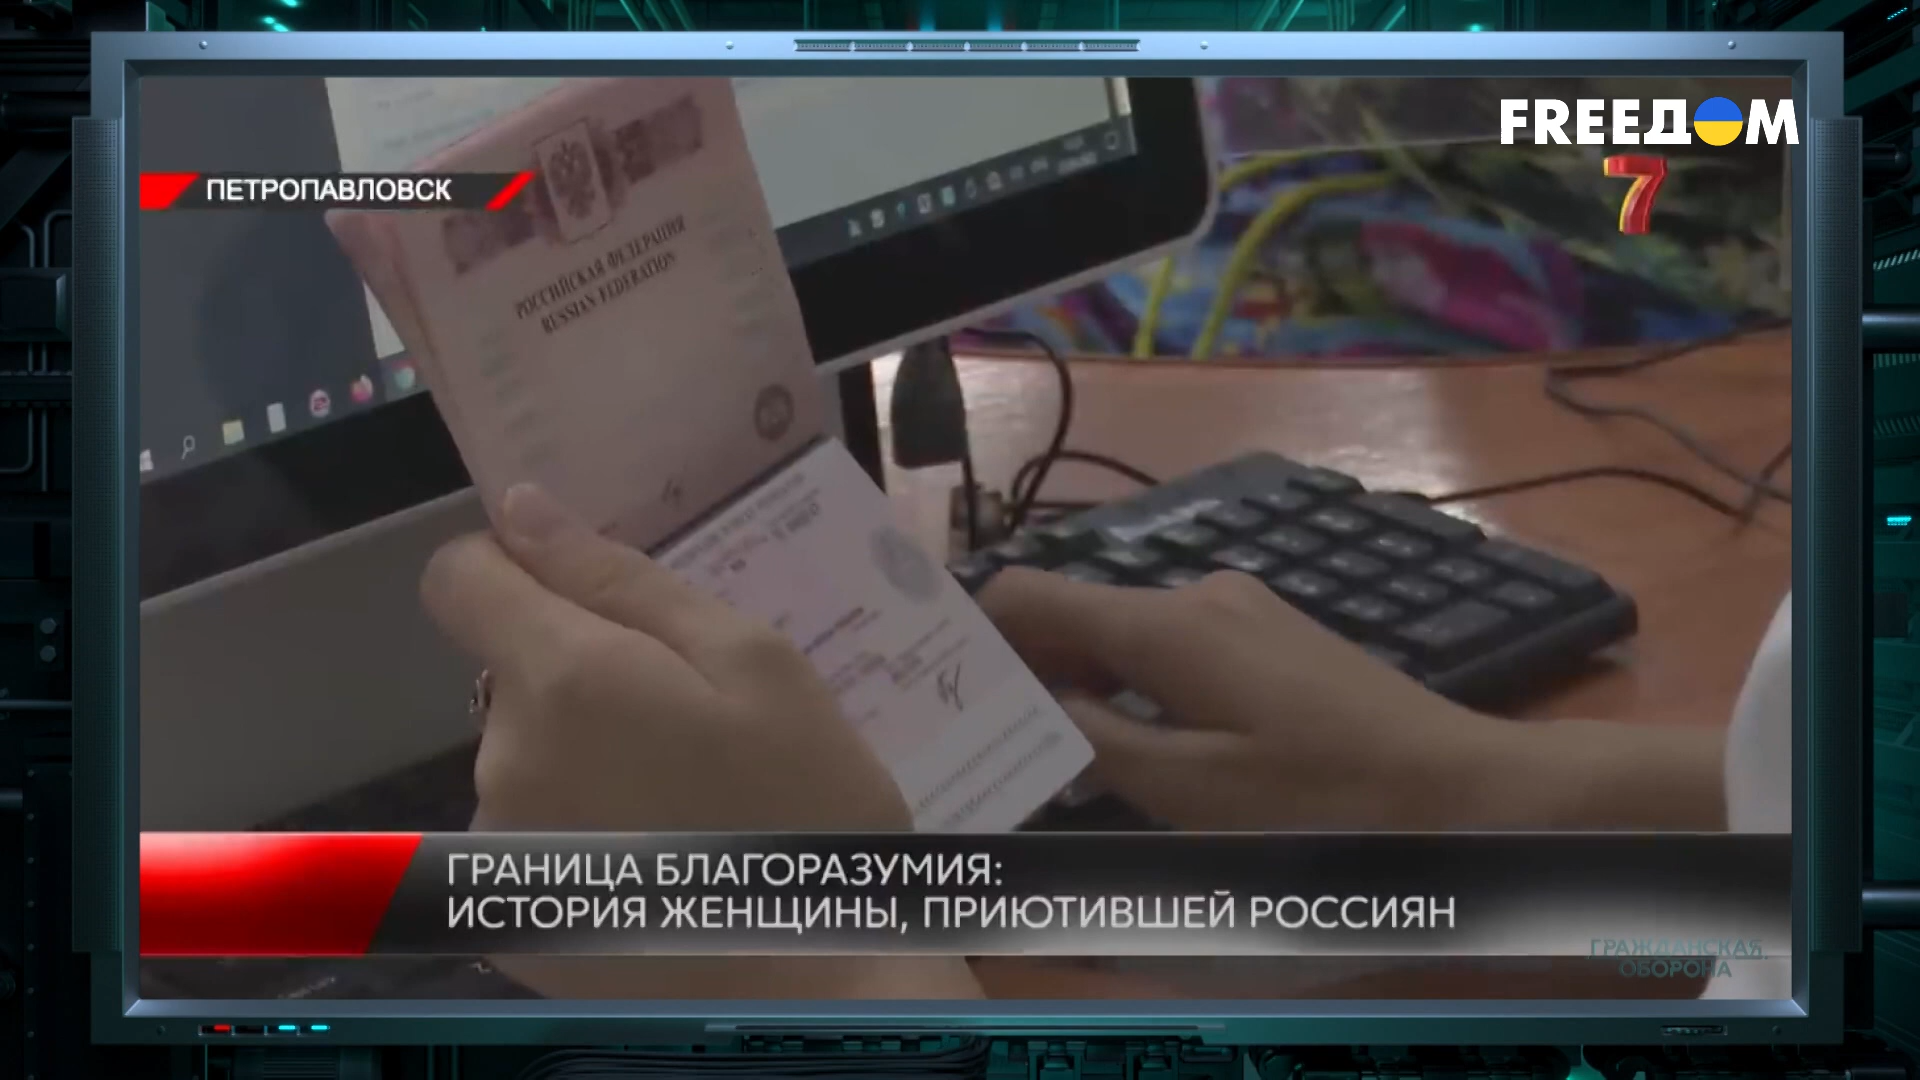 FREEДOM
7
ПЕТРОПАВЛОВСК
РОССИЙСКАЯ ФЕДЕРАЦИЯ
RUSSIAN FEDERATION
ГРАНИЦА БЛАГОРАЗУМИЯ:
ИСТОРИЯ ЖЕНЩИНЫ, ПРИЮТИВШЕЙ РОССИЯН
ГРАЖДАНСКАЯ
ОБОРОНА